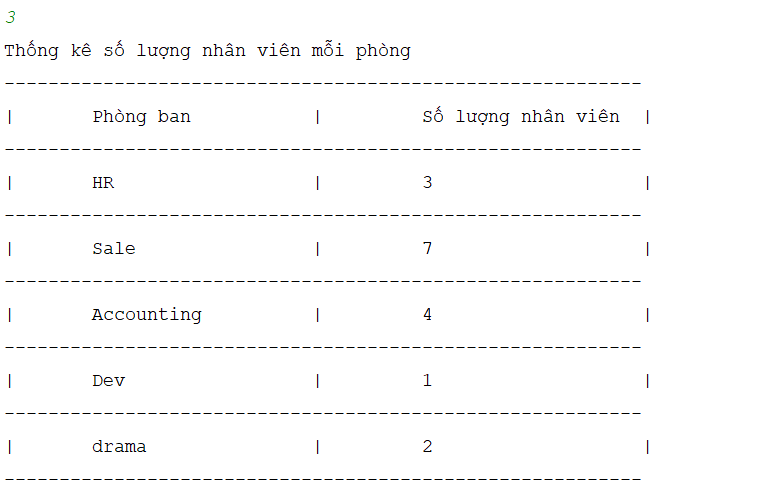 3
Thống kê số lượng nhân viên mỗi phòng
----------------------------------------------------------
| Phòng ban | Số lượng nhân viên |
----------------------------------------------------------
| HR | 3 |
----------------------------------------------------------
| Sale | 7 |
----------------------------------------------------------
| Accounting | 4 |
----------------------------------------------------------
| Dev | 1 |
----------------------------------------------------------
| drama | 2 |
----------------------------------------------------------